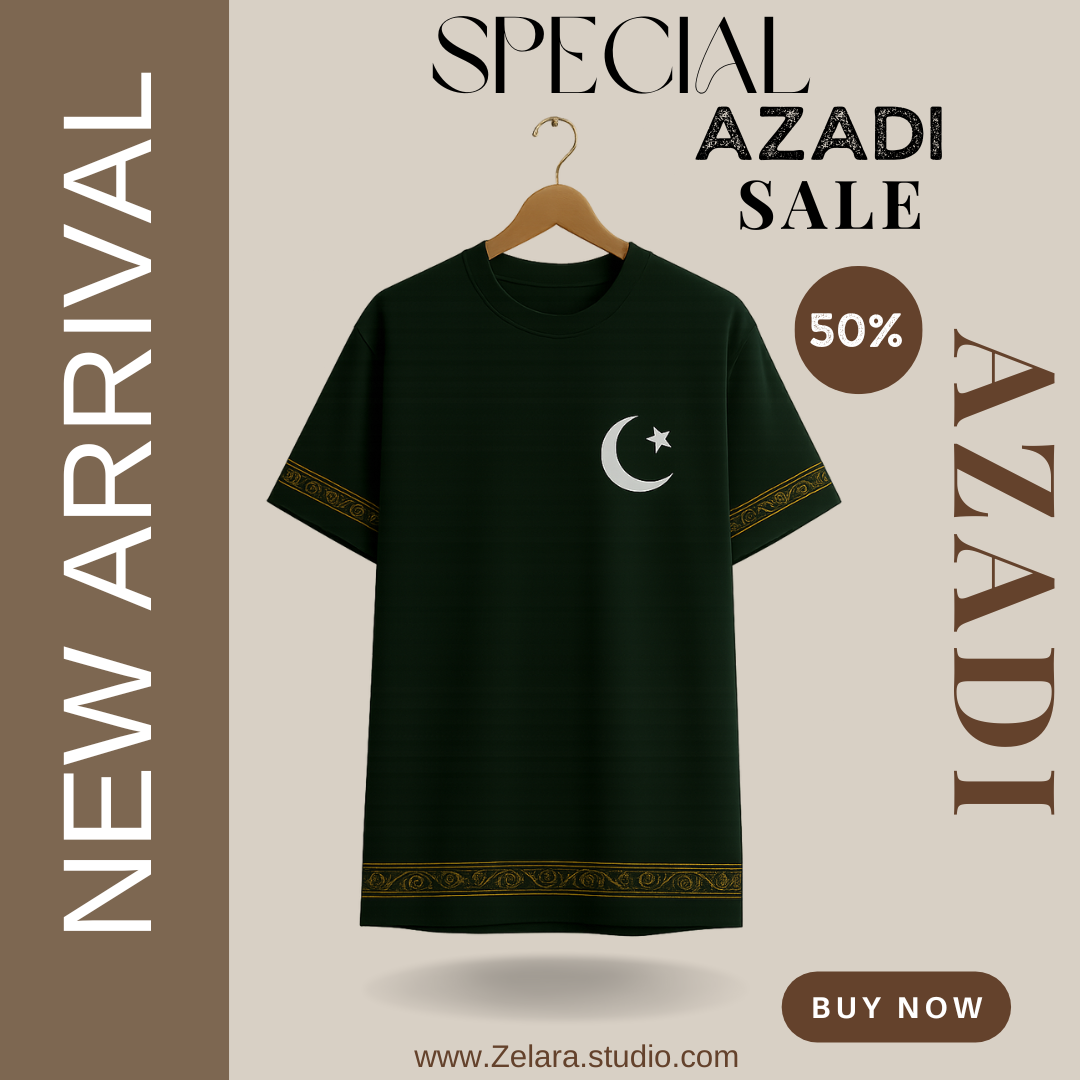 NEW ARRIVAL
SPECIAL
AZADI
SALE
50%
AZADI
BUY NOW
www.Zelara.studio.com